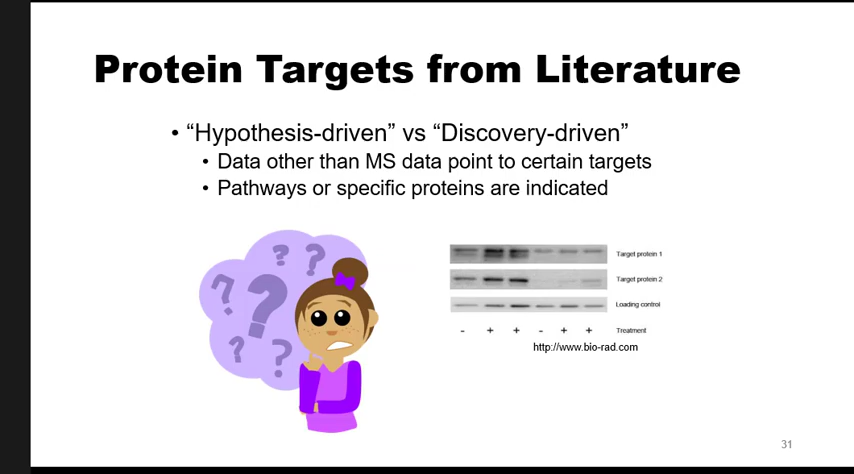 Protein Targets from Literature
• “Hypothesis-driven” vs “Discovery-driven”
• Data other than MS data point to certain targets
• Pathways or specific proteins are indicated
? ? ? ? ? ?
Target protein 1
Target protein 2
Loading control
- + + - + + Treatment
http://www.bio-rad.com
31